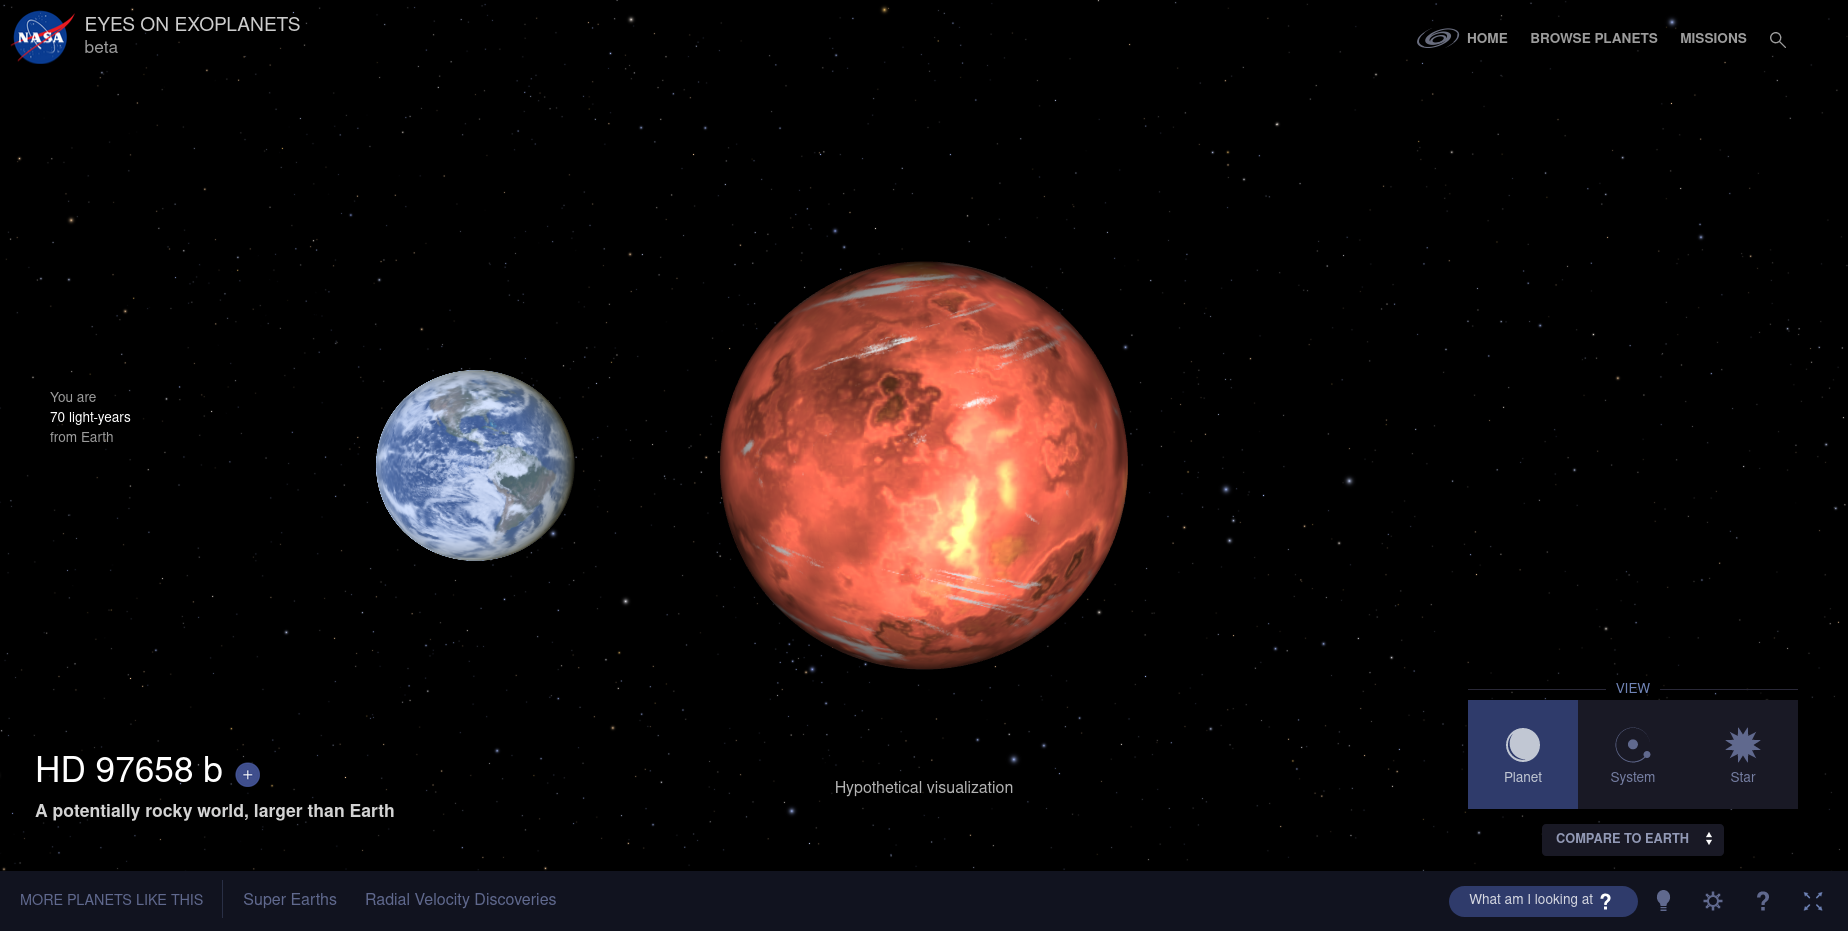 NASA
EYES ON EXOPLANETS
beta
HOME
BROWSE PLANETS
MISSIONS
You are
70 light-years
from Earth
HD 97658 b +
A potentially rocky world, larger than Earth
Hypothetical visualization
VIEW
Planet
System
Star
COMPARE TO EARTH
MORE PLANETS LIKE THIS
Super Earths
Radial Velocity Discoveries
What am I looking at ?
?